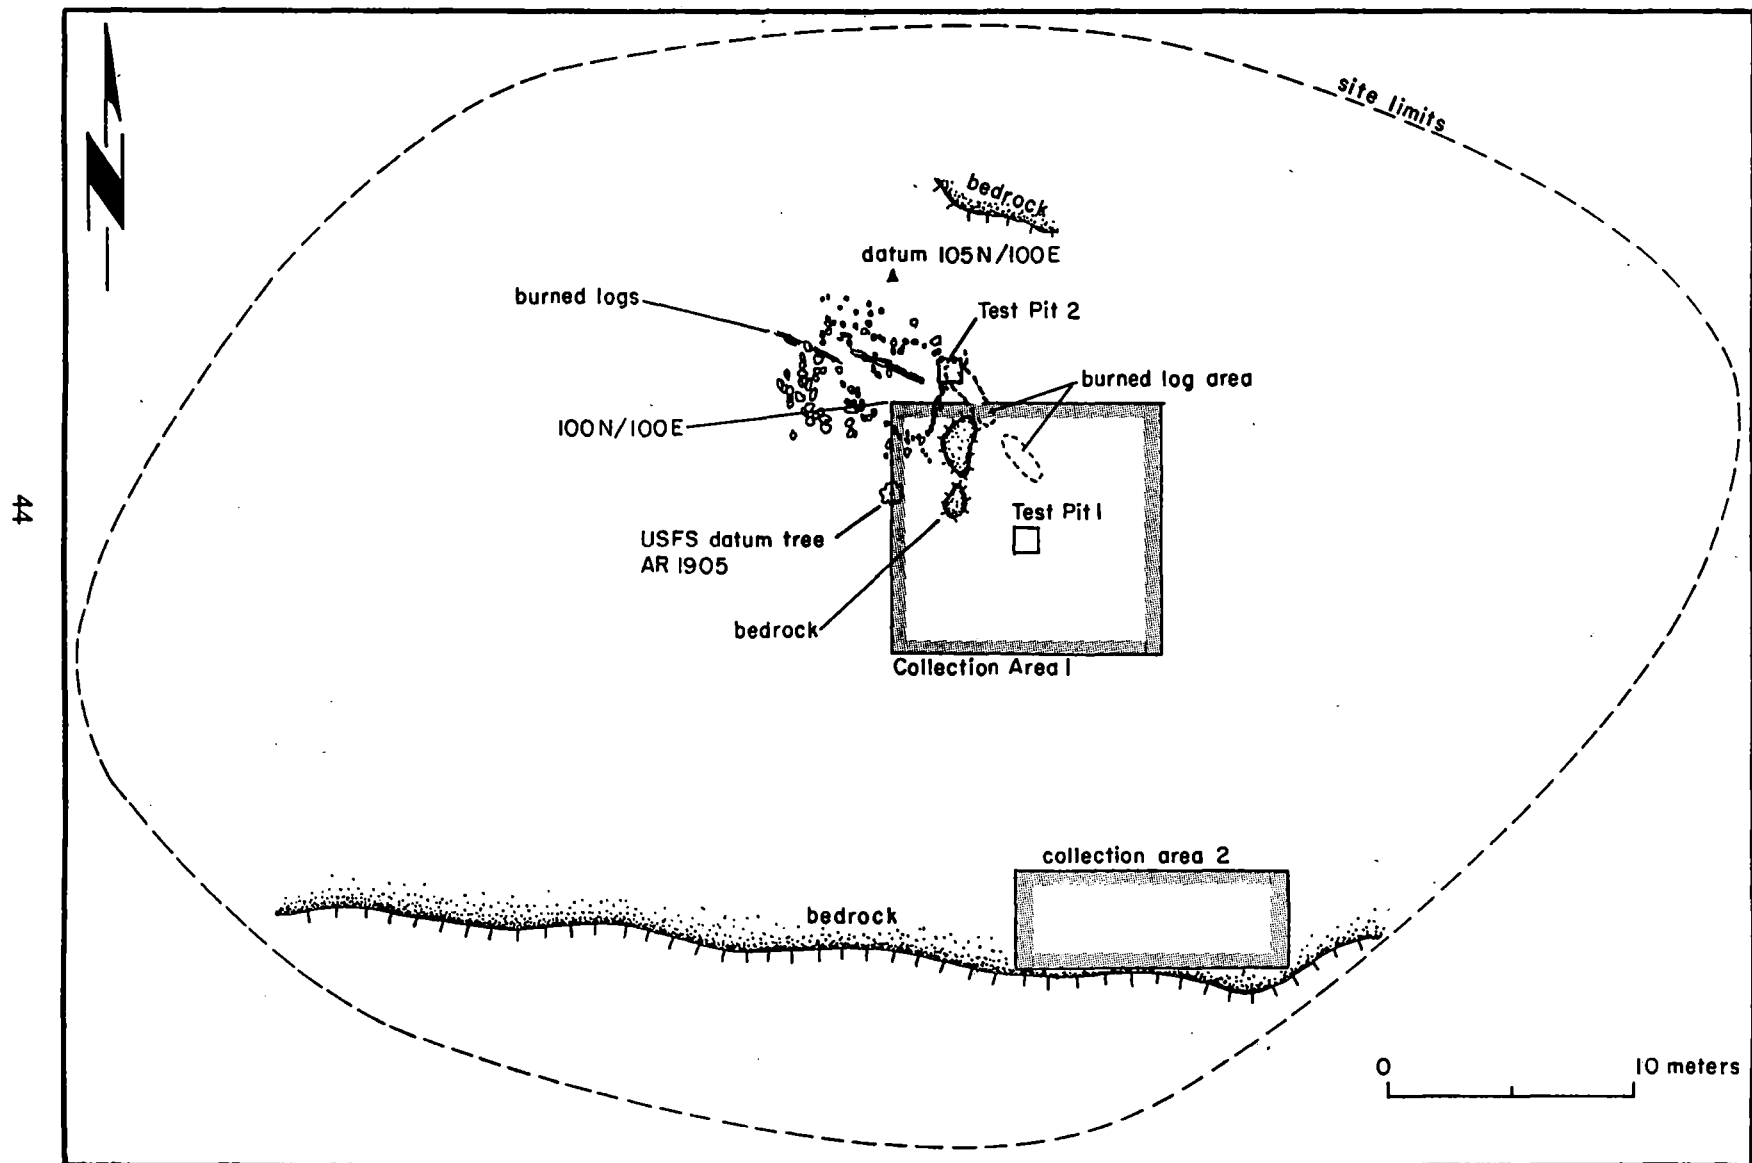 N
site limits
bedrock
datum 105N/100E
burned logs
Test Pit 2
burned log area
100N/100E
44
Test Pit 1
USFS datum tree
AR 1905
bedrock
Collection Area 1
collection area 2
bedrock
0
10 meters